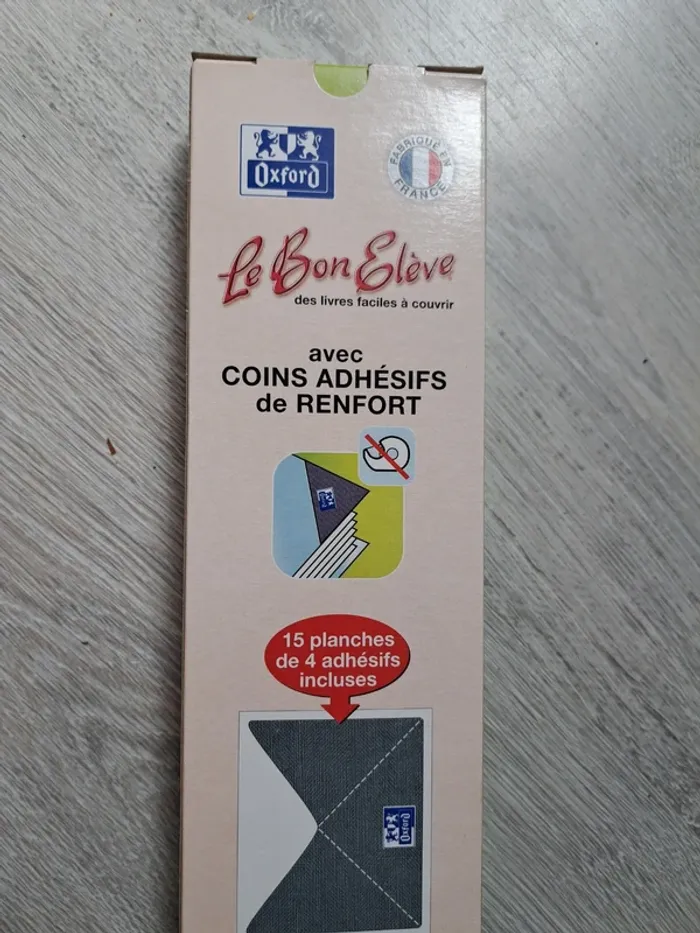 Oxford
FABRIQUÉ EN
FRANCE
Le Bon Elève
des livres faciles à couvrir
avec
COINS ADHÉSIFS
de RENFORT
15 planches
de 4 adhésifs
incluses
Oxford